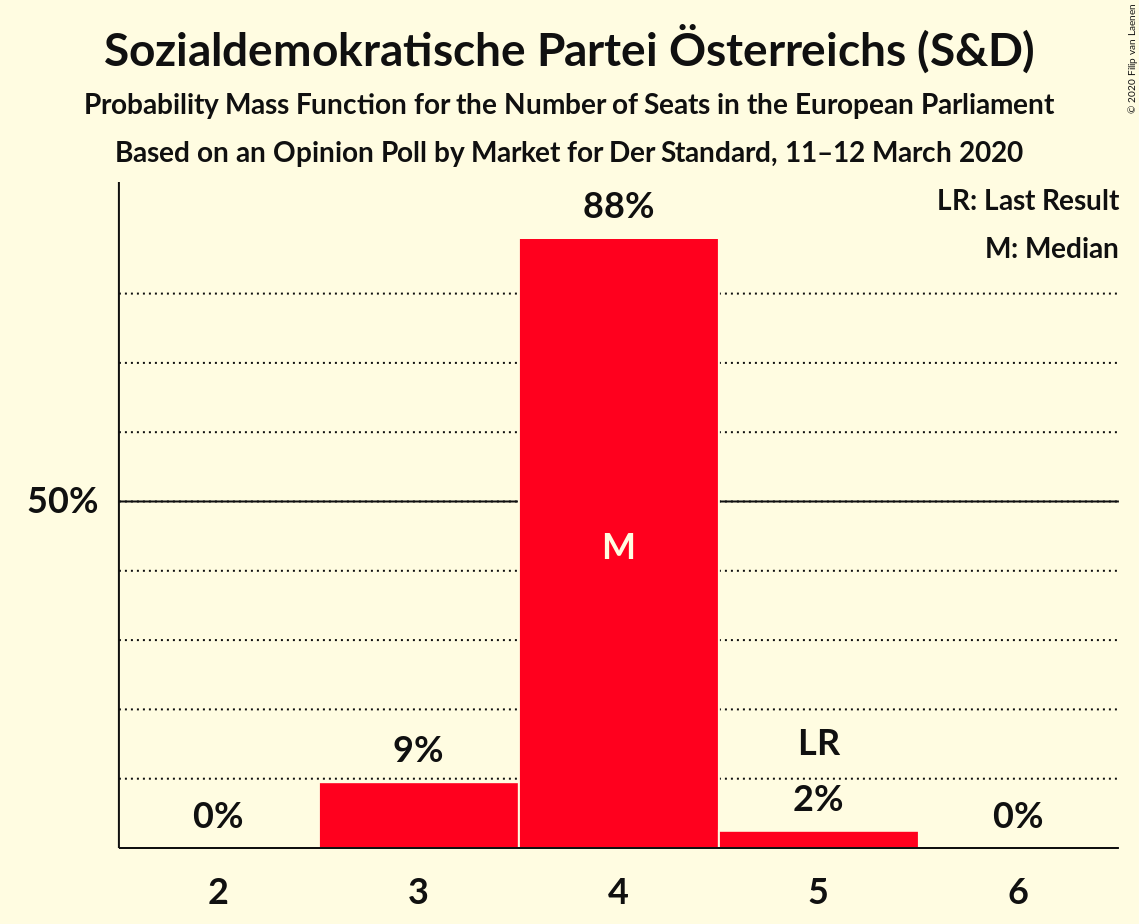 Sozialdemokratische Partei Österreichs (S&D)
Probability Mass Function for the Number of Seats in the European Parliament
Based on an Opinion Poll by Market for Der Standard, 11–12 March 2020
© 2020 Filip van Laenen
LR: Last Result
M: Median
88%
50%
M
9%
LR
2%
0%
0%
2 3 4 5 6